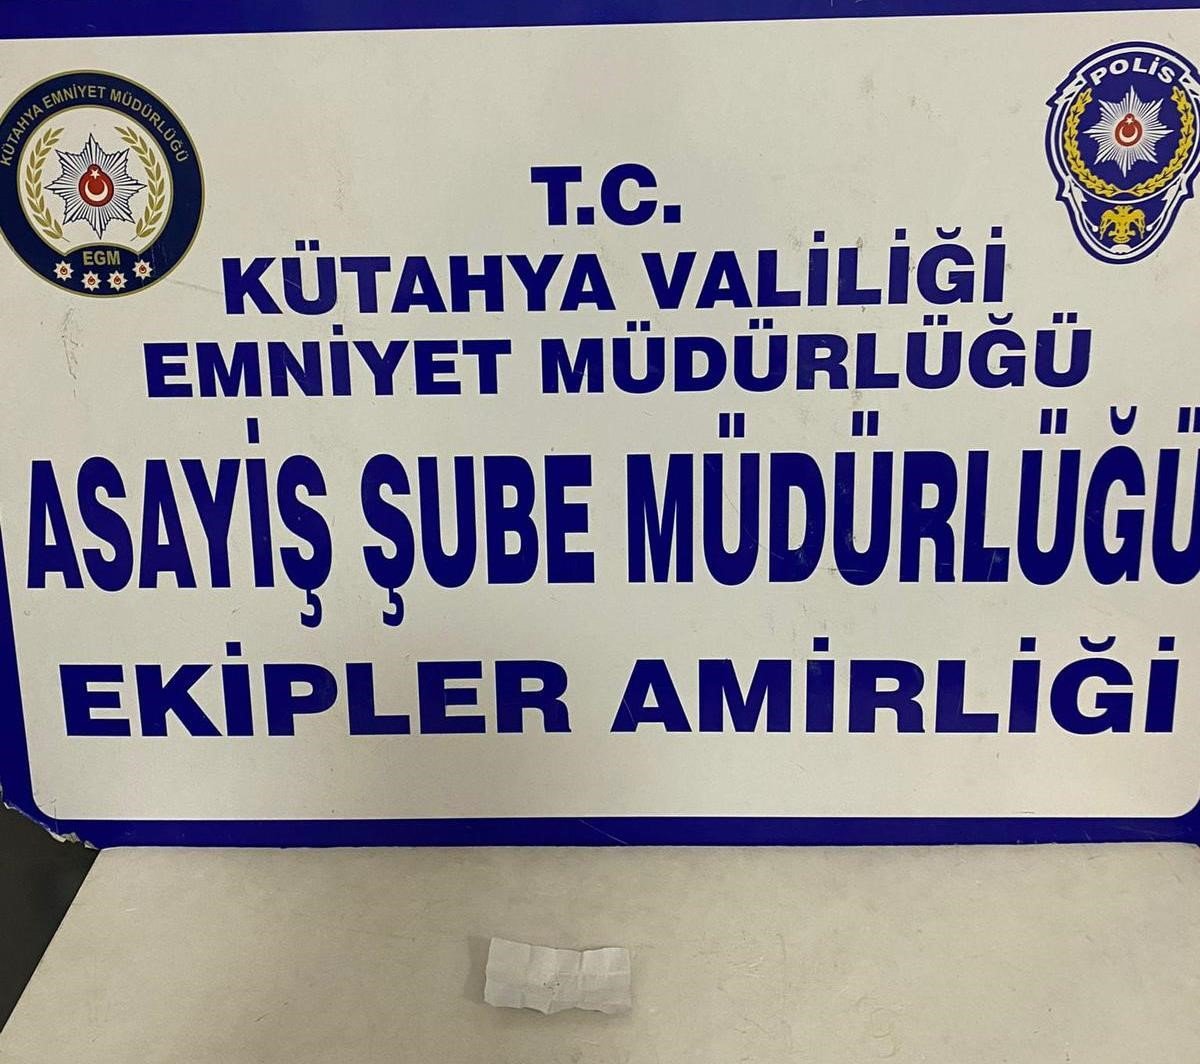 KÜTAHYA EMNİYET MÜDÜRLÜĞÜ
EGM
POLİS
T.C.
KÜTAHYA VALİLİĞİ
EMNİYET MÜDÜRLÜĞÜ
ASAYİŞ ŞUBE MÜDÜRLÜĞÜ
EKİPLER AMİRLİĞİ